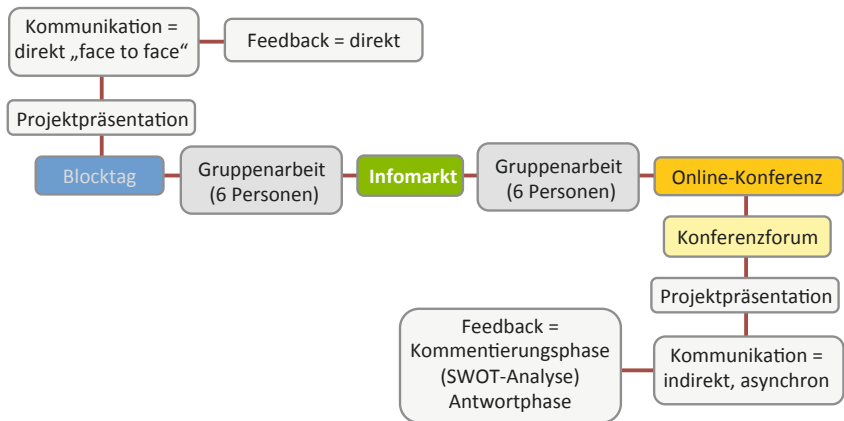 Kommunikation =
direkt „face to face“
Feedback = direkt
Projektpräsentation
Blocktag
Gruppenarbeit
(6 Personen)
Infomarkt
Gruppenarbeit
(6 Personen)
Online-Konferenz
Konferenzforum
Projektpräsentation
Kommunikation =
indirekt, asynchron
Feedback =
Kommentierungsphase
(SWOT-Analyse)
Antwortphase